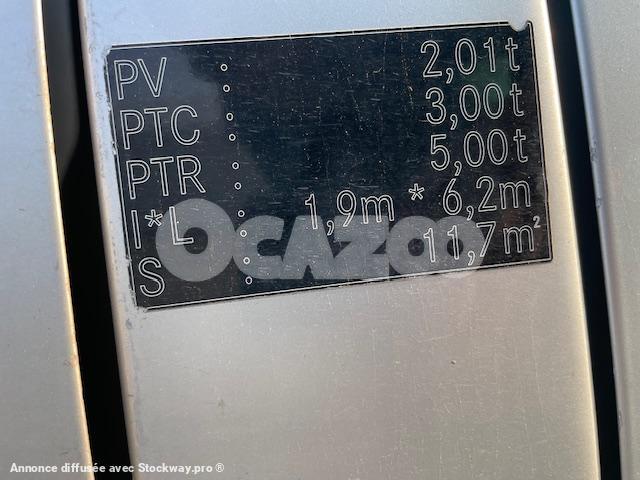 PV : 2,01t
PTC : 3,00t
PTR : 5,00t
l*L : 1,9m * 6,2m
S : 11,7m²
OCAZOO
Annonce diffusée avec Stockway.pro ®